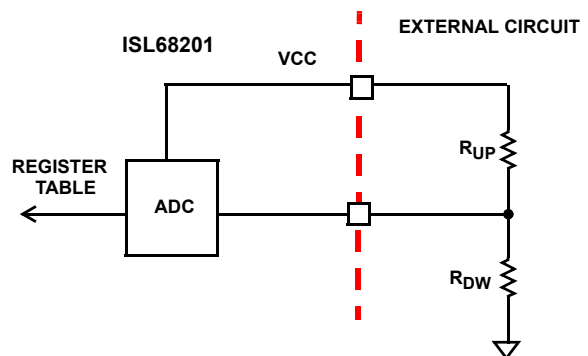 EXTERNAL CIRCUIT
ISL68201
VCC
RUP
REGISTER
TABLE
ADC
RDW